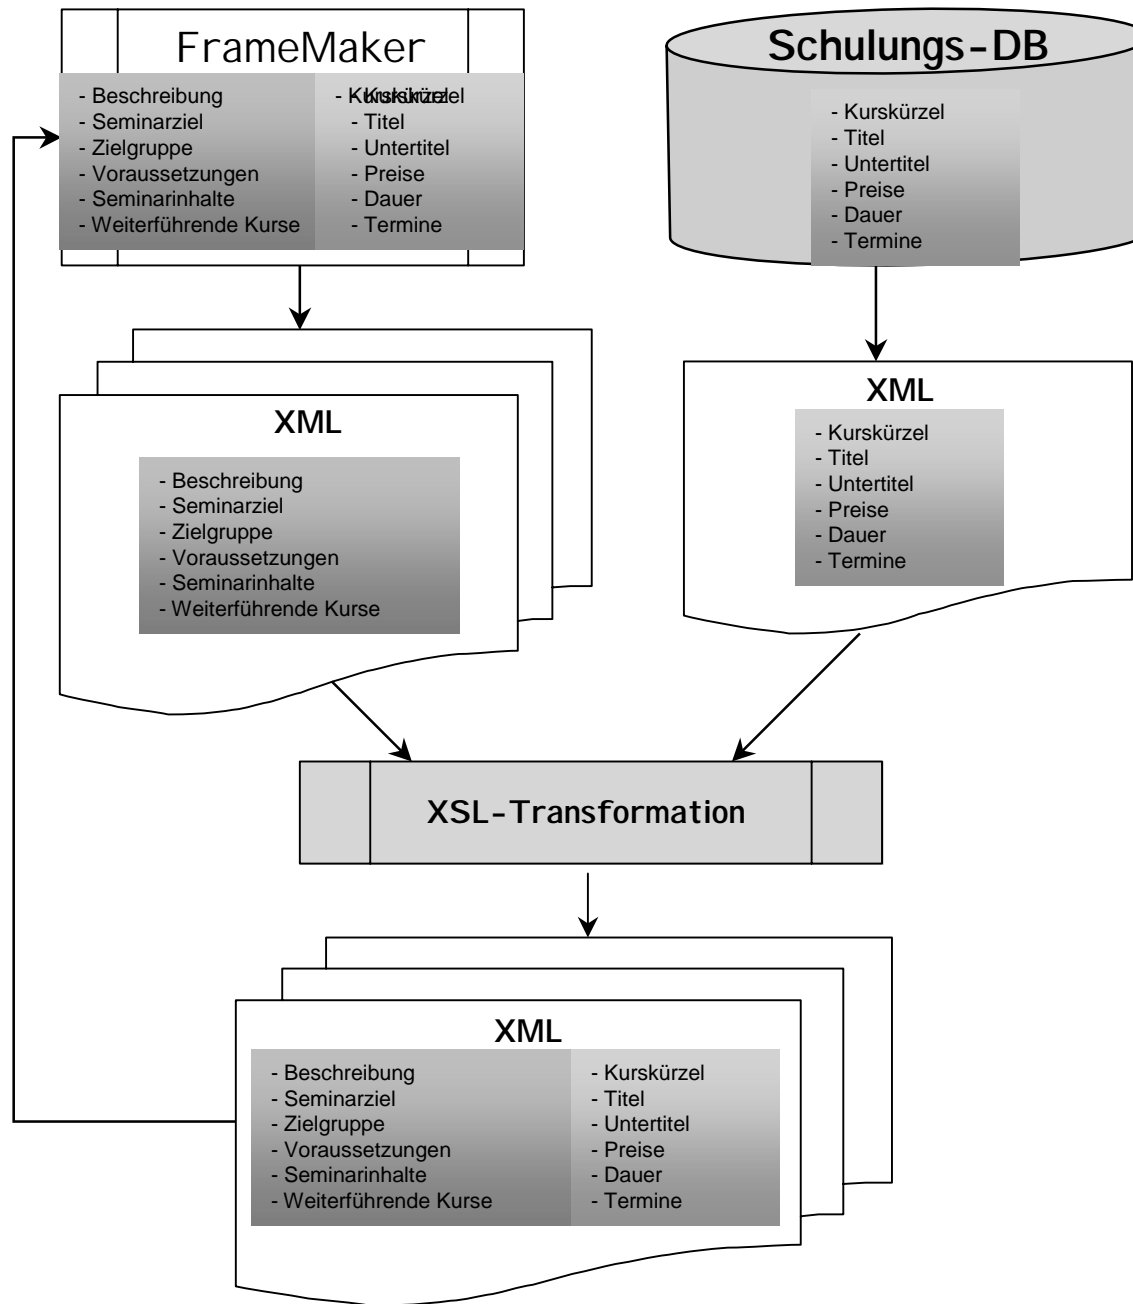 FrameMaker
- Beschreibung
- Seminarziel
- Zielgruppe
- Voraussetzungen
- Seminarinhalte
- Weiterführende Kurse
- Kurskürzel
- Kurskürzel
- Titel
- Untertitel
- Preise
- Dauer
- Termine
Schulungs-DB
- Kurskürzel
- Titel
- Untertitel
- Preise
- Dauer
- Termine
XML
- Beschreibung
- Seminarziel
- Zielgruppe
- Voraussetzungen
- Seminarinhalte
- Weiterführende Kurse
XML
- Kurskürzel
- Titel
- Untertitel
- Preise
- Dauer
- Termine
XSL-Transformation
XML
- Beschreibung
- Seminarziel
- Zielgruppe
- Voraussetzungen
- Seminarinhalte
- Weiterführende Kurse
- Kurskürzel
- Titel
- Untertitel
- Preise
- Dauer
- Termine